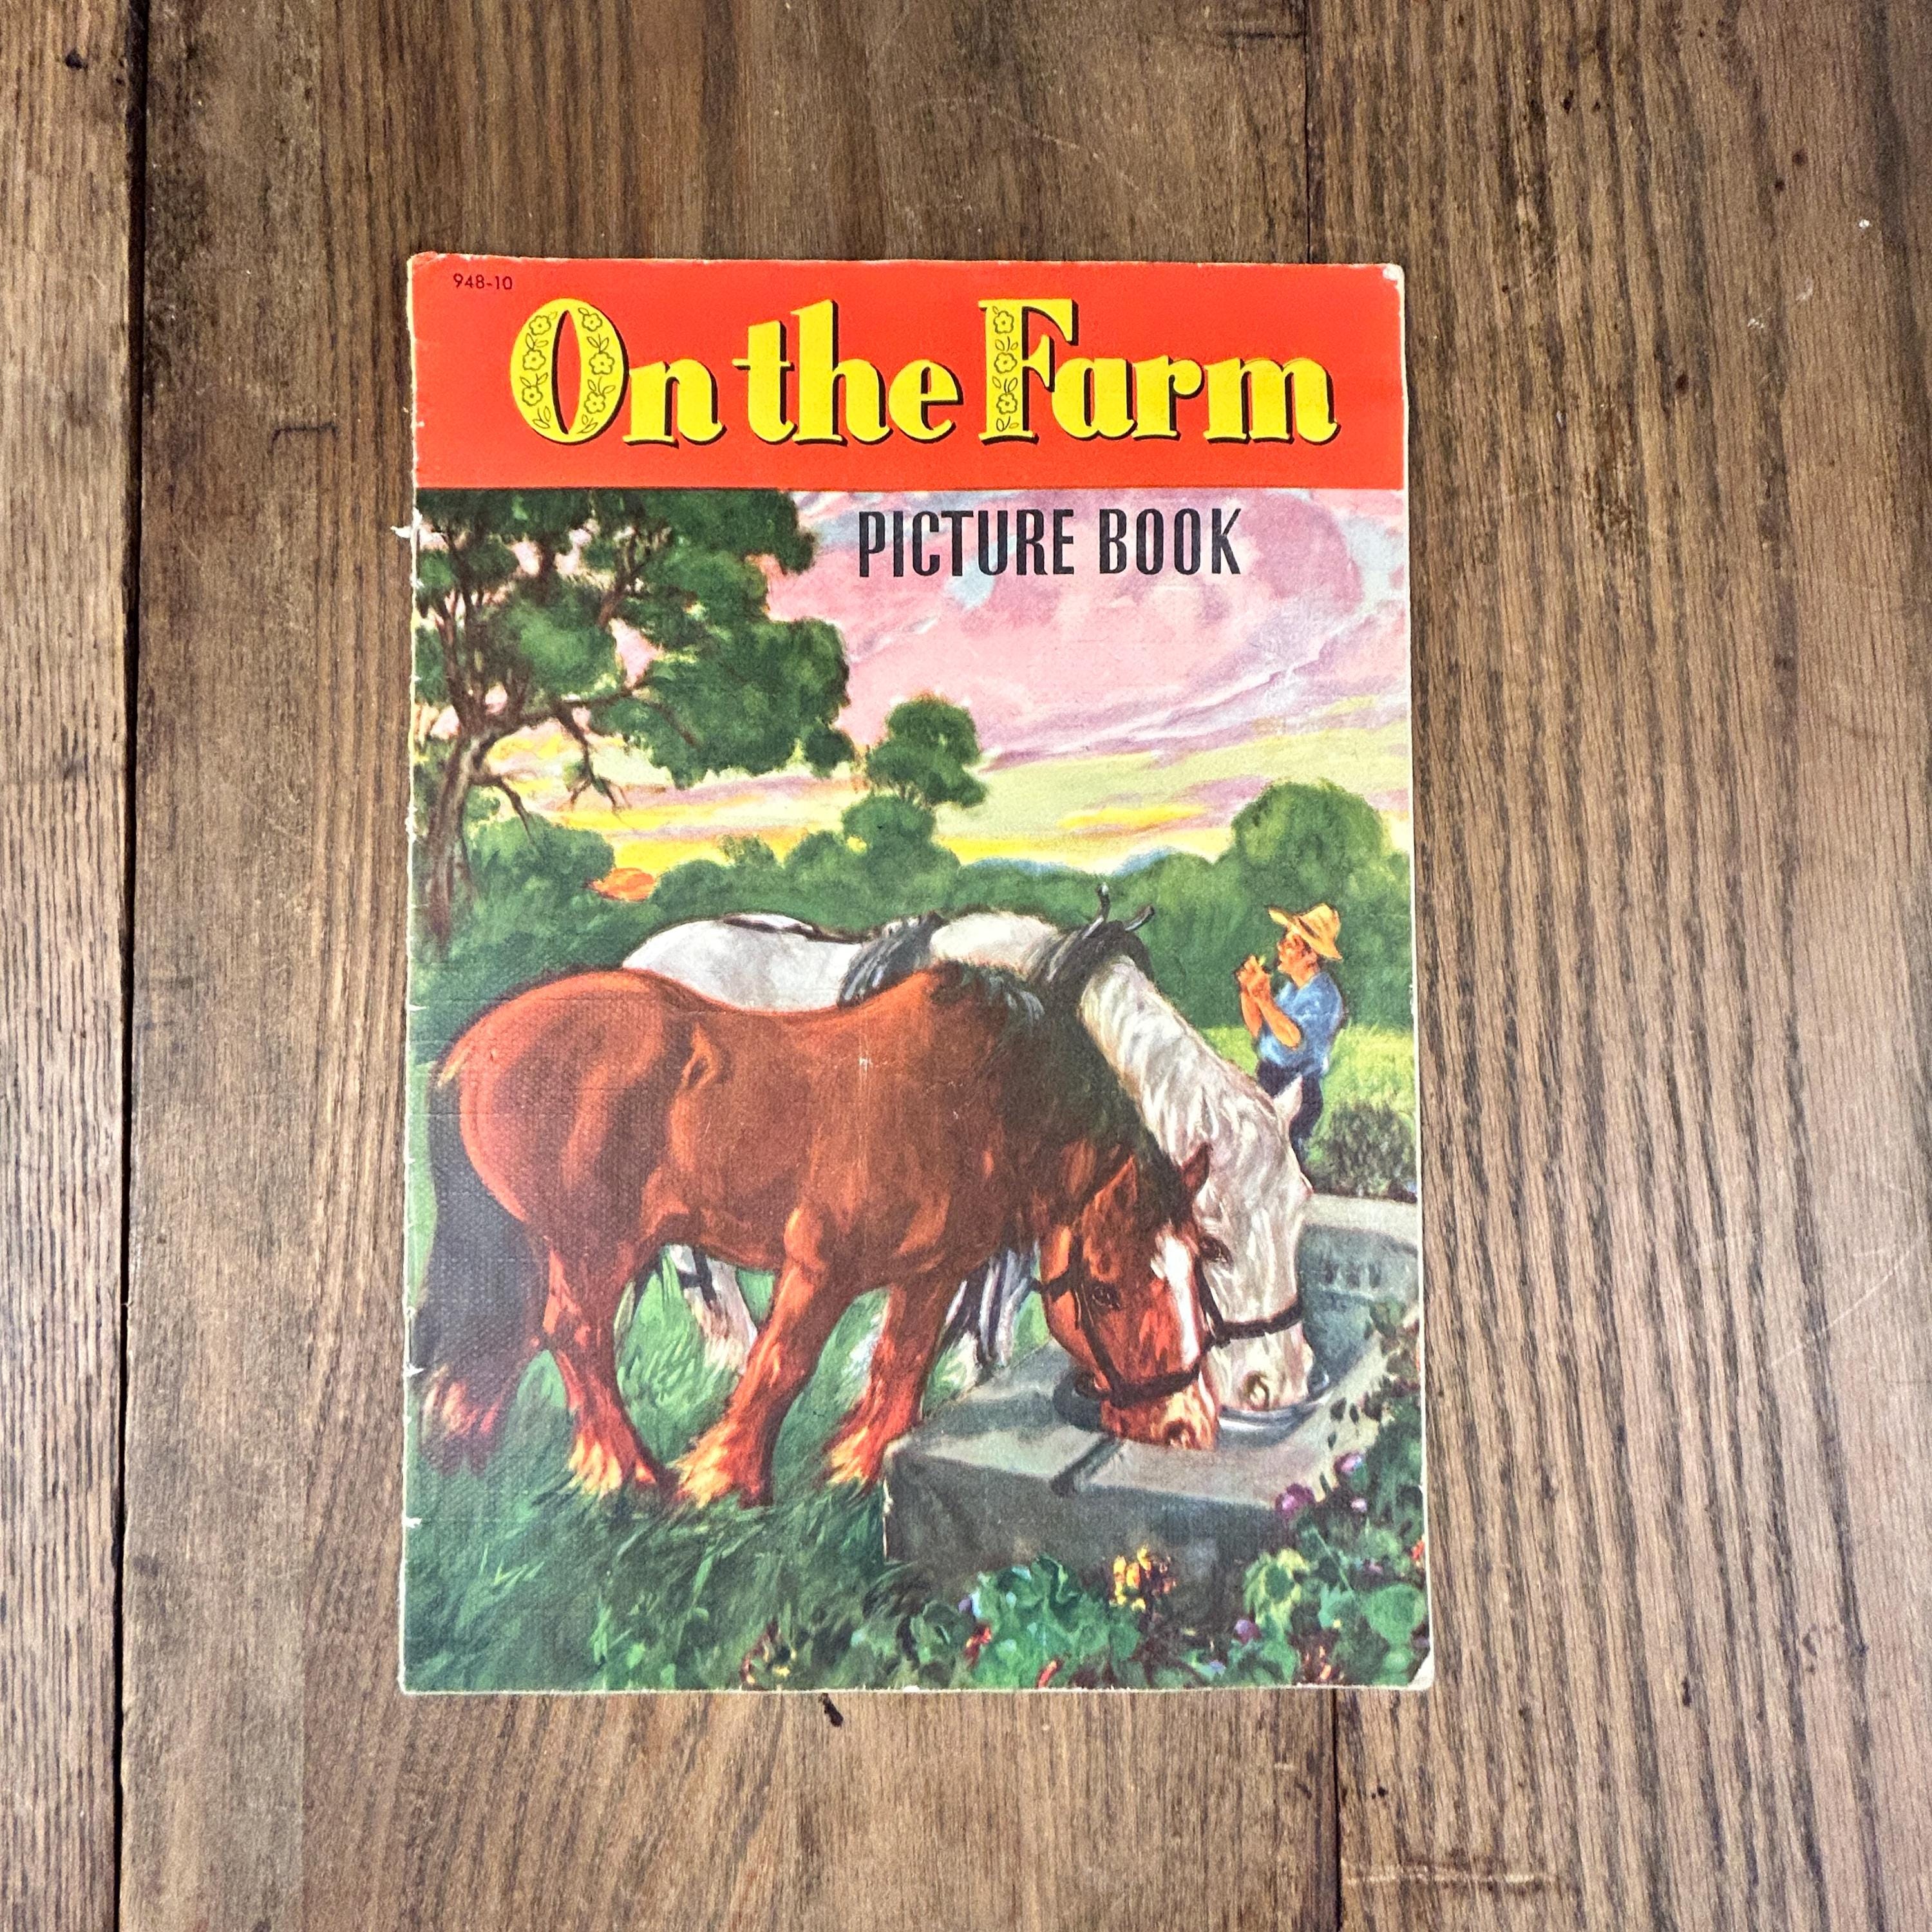 948-10
On the Farm
PICTURE BOOK